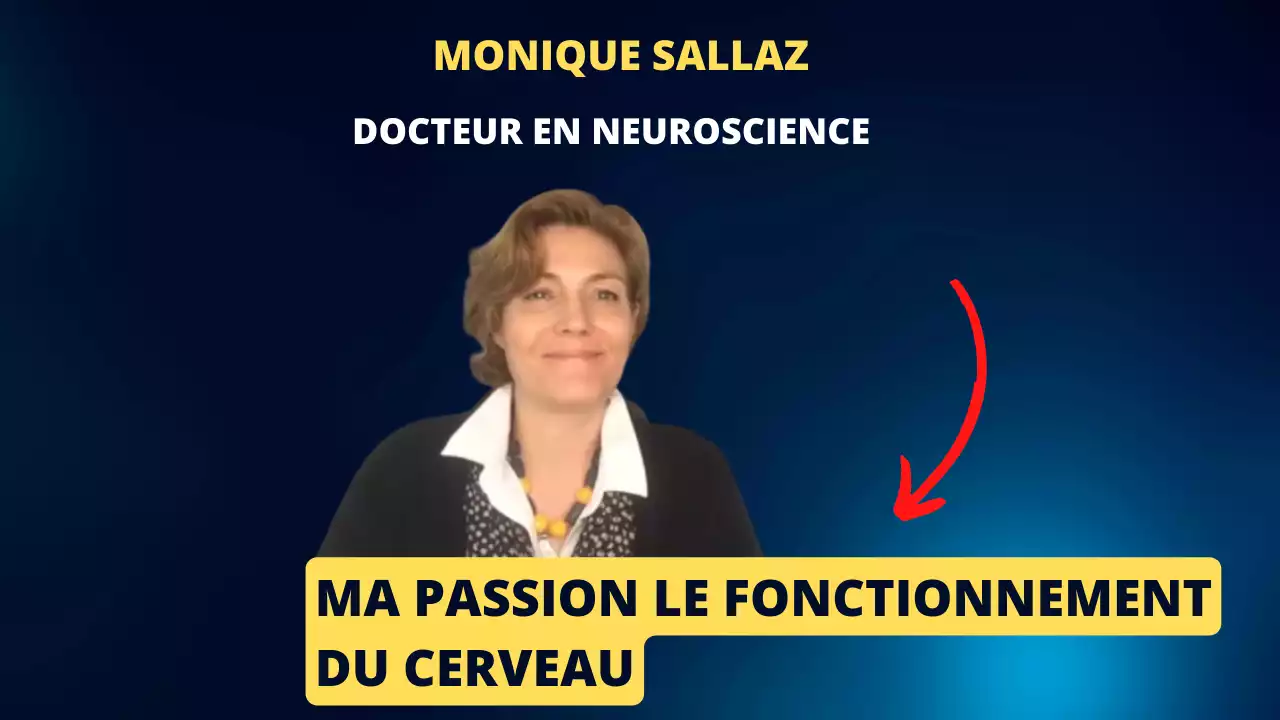 MONIQUE SALLAZ
DOCTEUR EN NEUROSCIENCE
MA PASSION LE FONCTIONNEMENT
DU CERVEAU